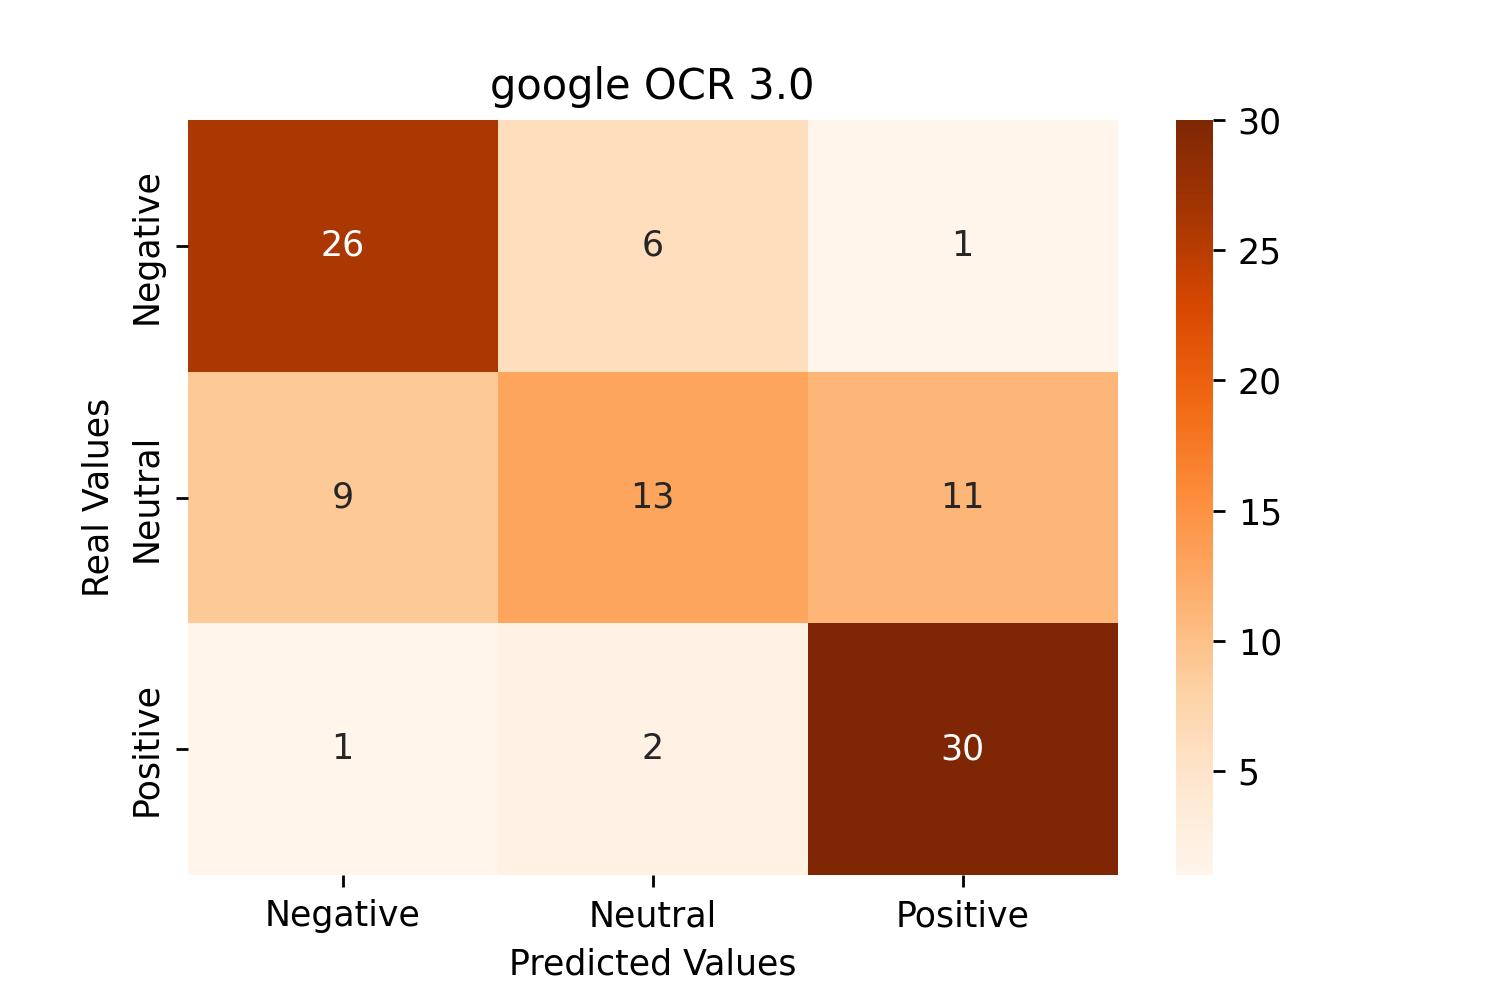 google OCR 3.0
30
Negative
26
6
1
25
20
Real Values
Neutral
9
13
11
15
10
Positive
1
2
30
5
Negative
Neutral
Positive
Predicted Values